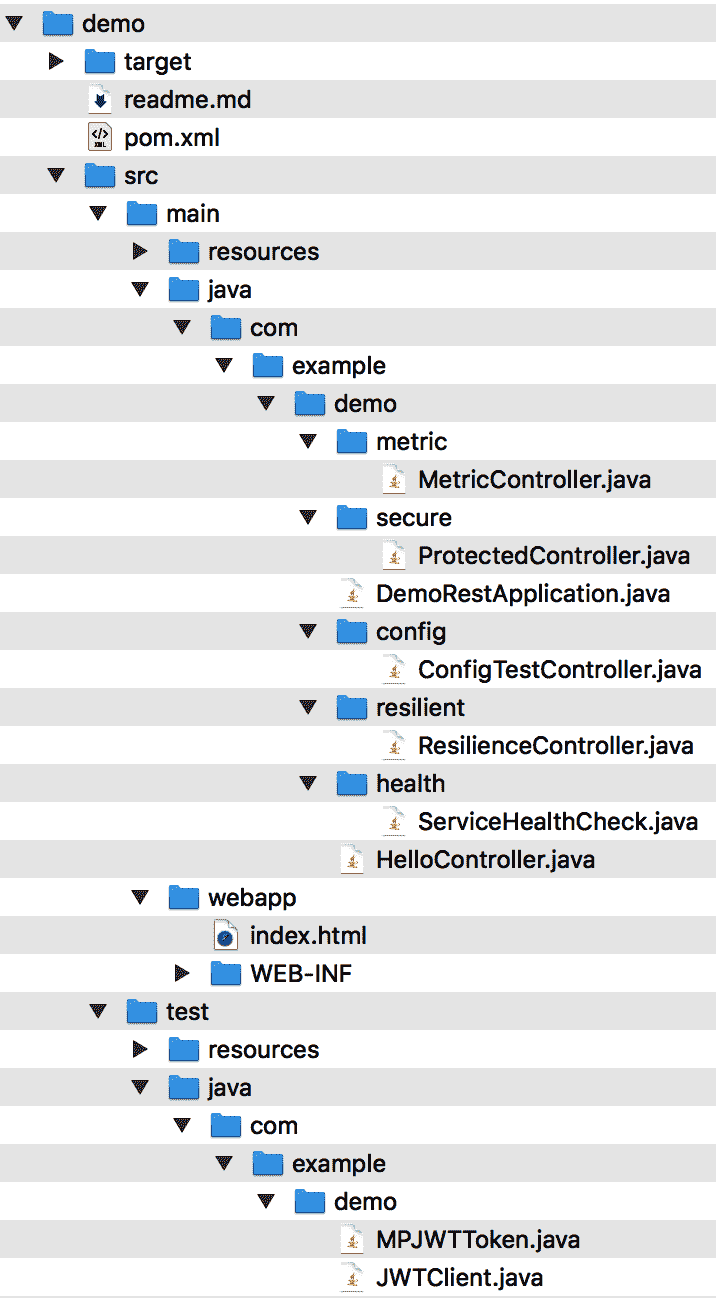 demo
target
readme.md
pom.xml
src
main
resources
java
com
example
demo
metric
MetricController.java
secure
ProtectedController.java
DemoRestApplication.java
config
ConfigTestController.java
resilient
ResilienceController.java
health
ServiceHealthCheck.java
HelloController.java
webapp
index.html
WEB-INF
test
resources
java
com
example
demo
MPJWTToken.java
JWTClient.java